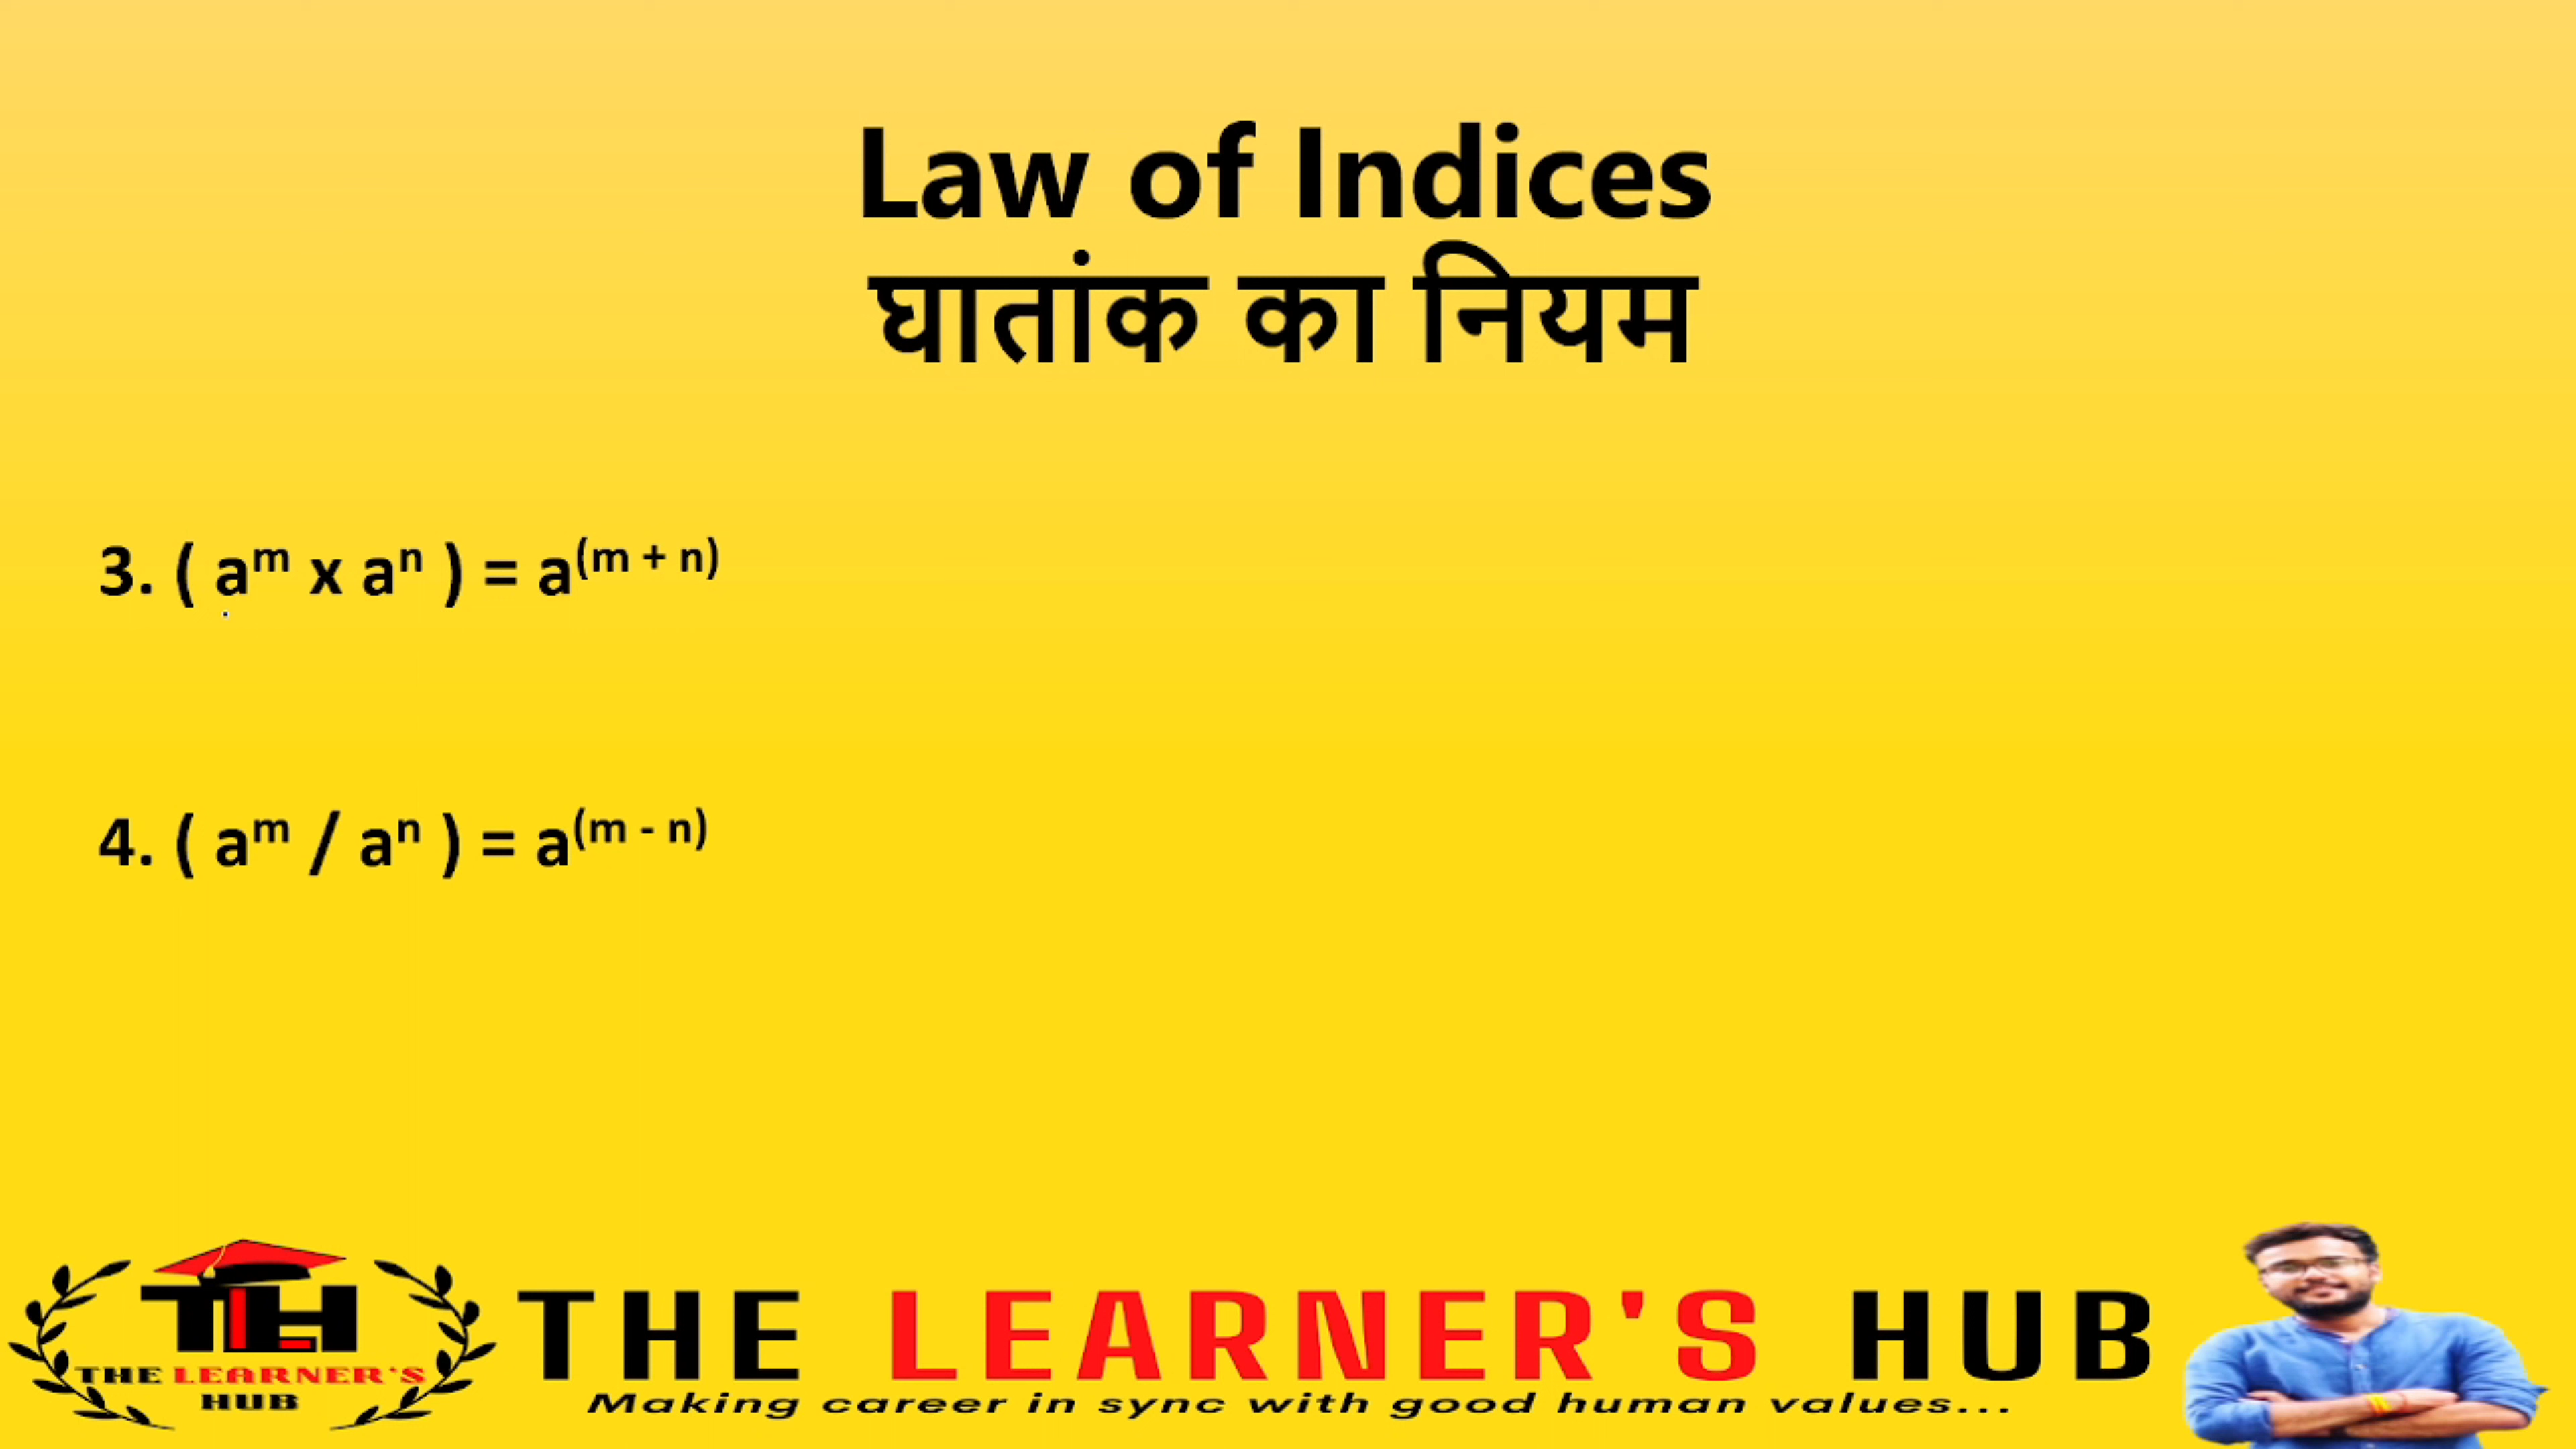 Law of Indices
घातांक का नियम
3. ( aᵐ x aⁿ ) = a⁽ᵐ ⁺ ⁿ⁾
4. ( aᵐ / aⁿ ) = a⁽ᵐ ⁻ ⁿ⁾
TLH
THE LEARNER'S
HUB
THE LEARNER'S HUB
Making career in sync with good human values...